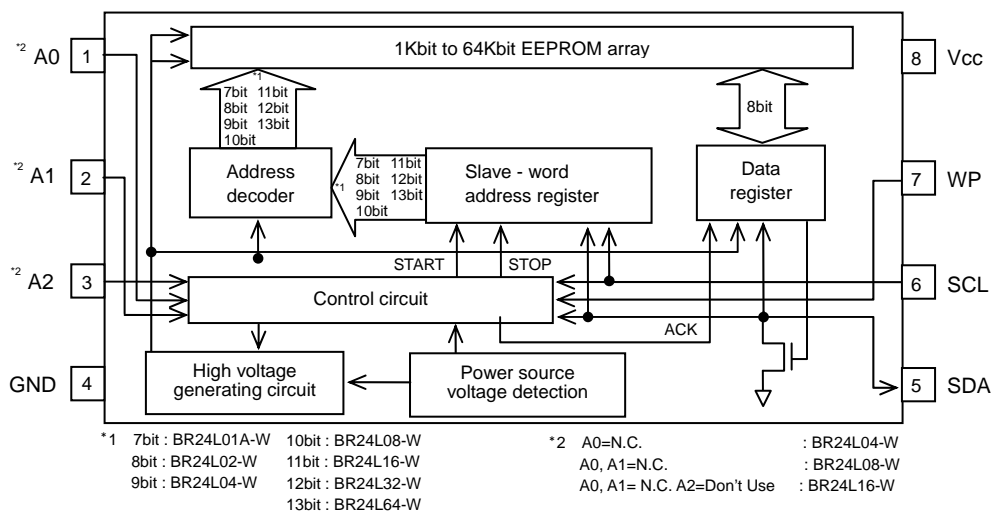 1Kbit to 64Kbit EEPROM array
*2 A0 1
8 Vcc
*1
7bit 11bit
8bit 12bit
9bit 13bit
10bit
8bit
*2 A1 2
Address
decoder
*1
7bit 11bit
8bit 12bit
9bit 13bit
10bit
Slave - word
address register
Data
register
7 WP
START STOP
*2 A2 3
Control circuit
6 SCL
ACK
GND 4
High voltage
generating circuit
Power source
voltage detection
5 SDA
*1 7bit : BR24L01A-W 10bit : BR24L08-W
8bit : BR24L02-W 11bit : BR24L16-W
9bit : BR24L04-W 12bit : BR24L32-W
13bit : BR24L64-W
*2 A0=N.C. : BR24L04-W
A0, A1=N.C. : BR24L08-W
A0, A1= N.C. A2=Don't Use : BR24L16-W